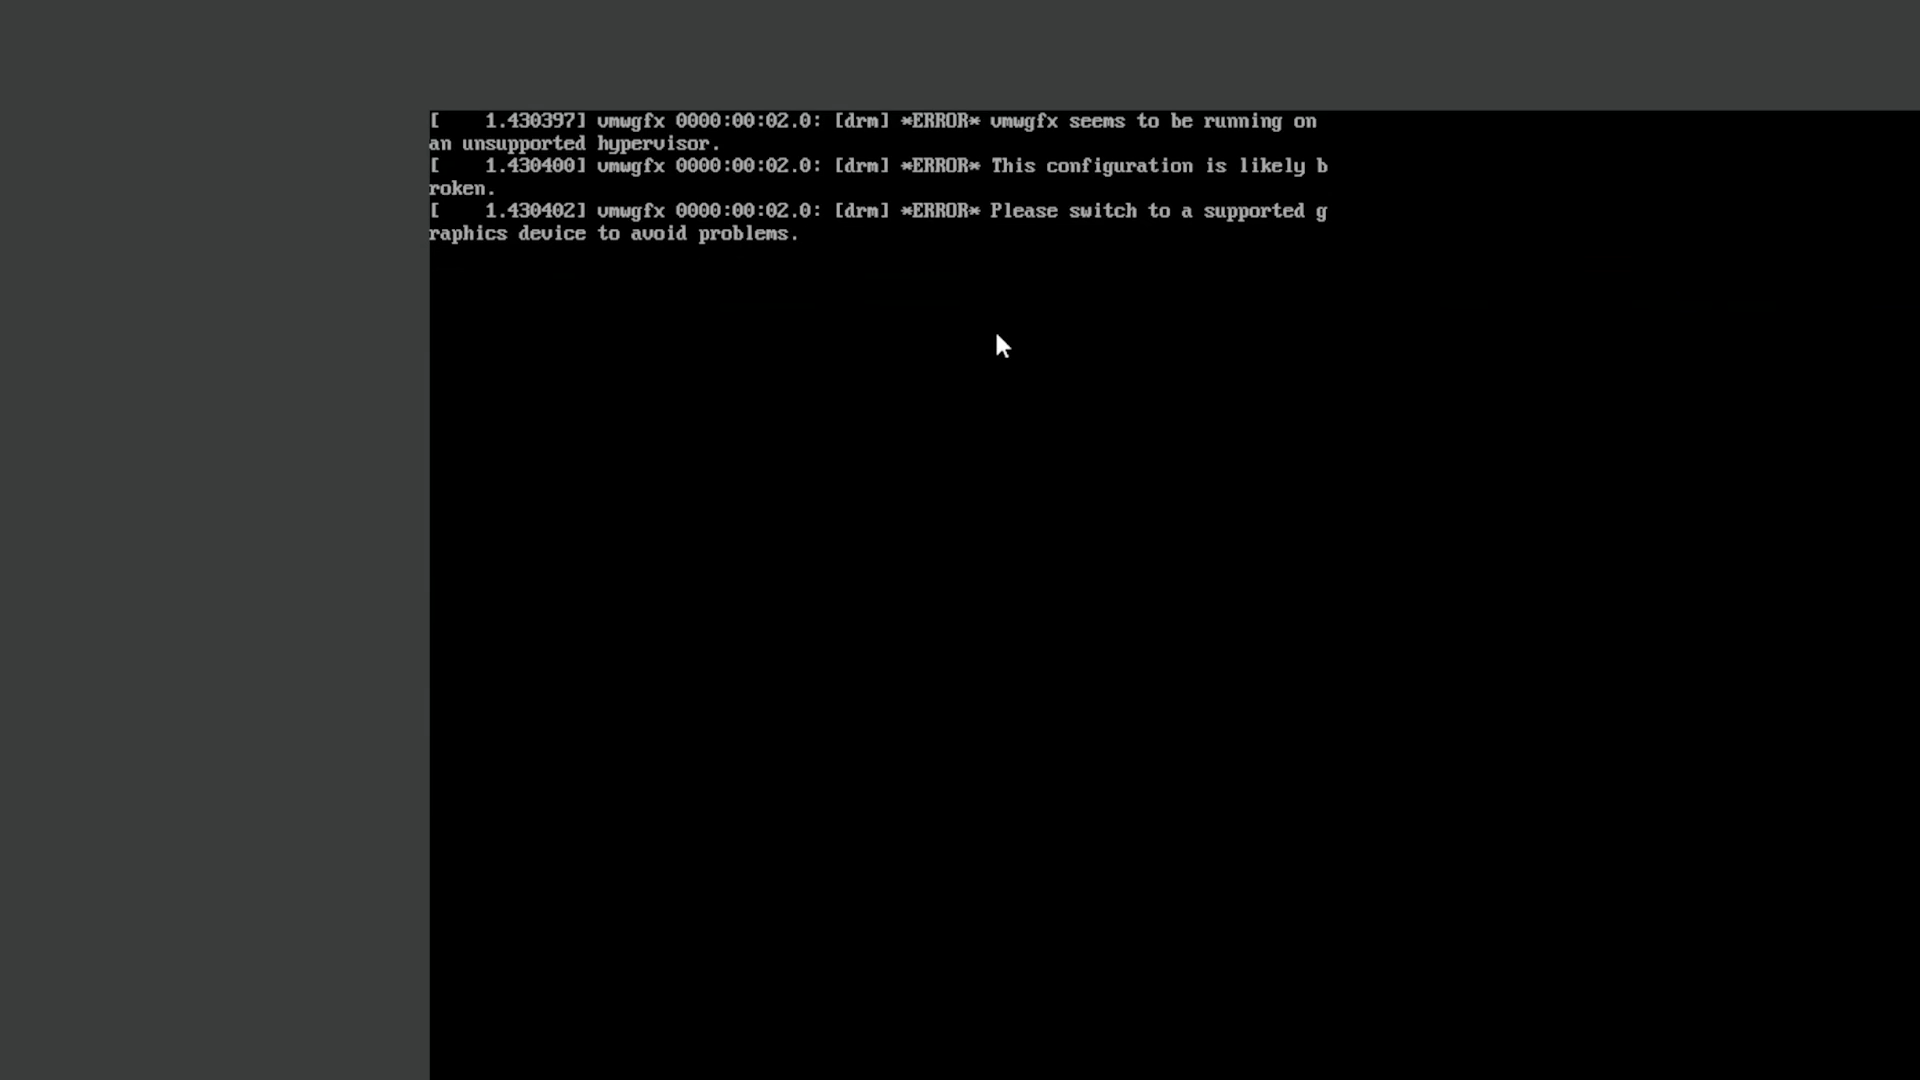 [    1.430397] vmwgfx 0000:00:02.0: [drm] *ERROR* vmwgfx seems to be running on
an unsupported hypervisor.
[    1.430400] vmwgfx 0000:00:02.0: [drm] *ERROR* This configuration is likely b
roken.
[    1.430402] vmwgfx 0000:00:02.0: [drm] *ERROR* Please switch to a supported g
raphics device to avoid problems.